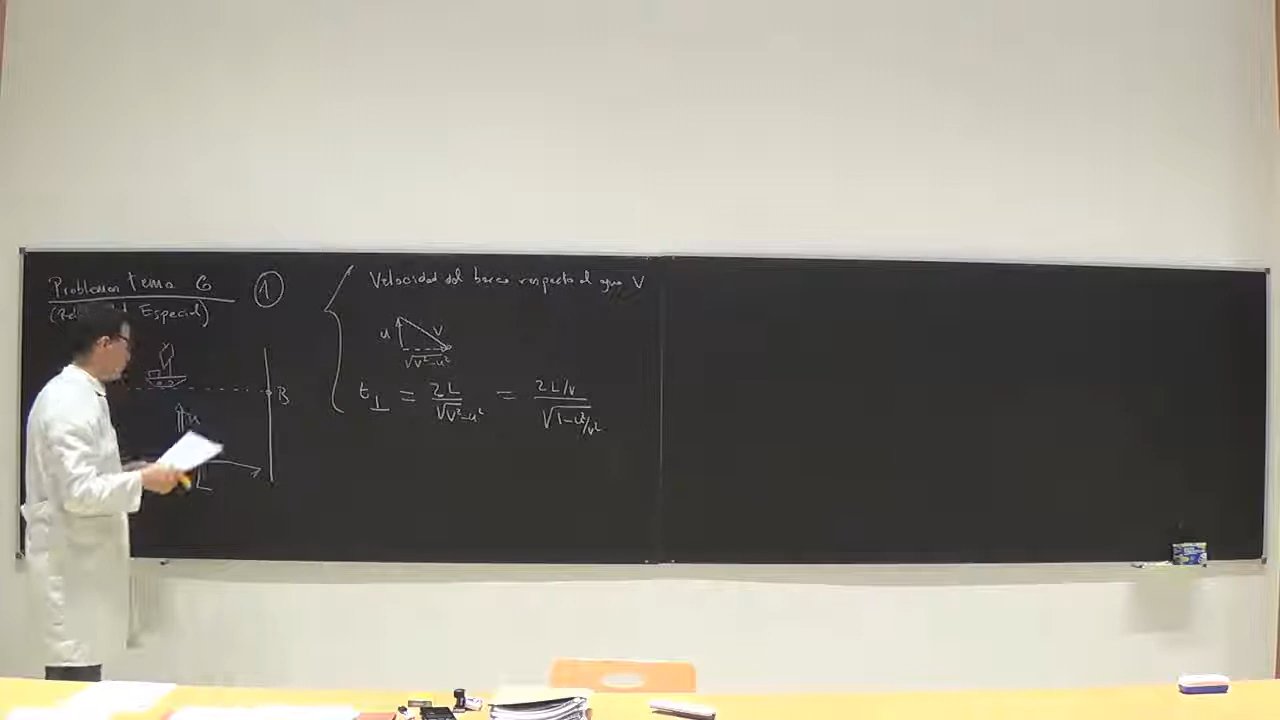 Problemas Tema 6
1
Velocidad del barco respecto al agua V
Especial)
u
V
√V²-u²
B
u
t⊥ = 2L/√V²-u² = 2L/V/√1-u²/V²
L